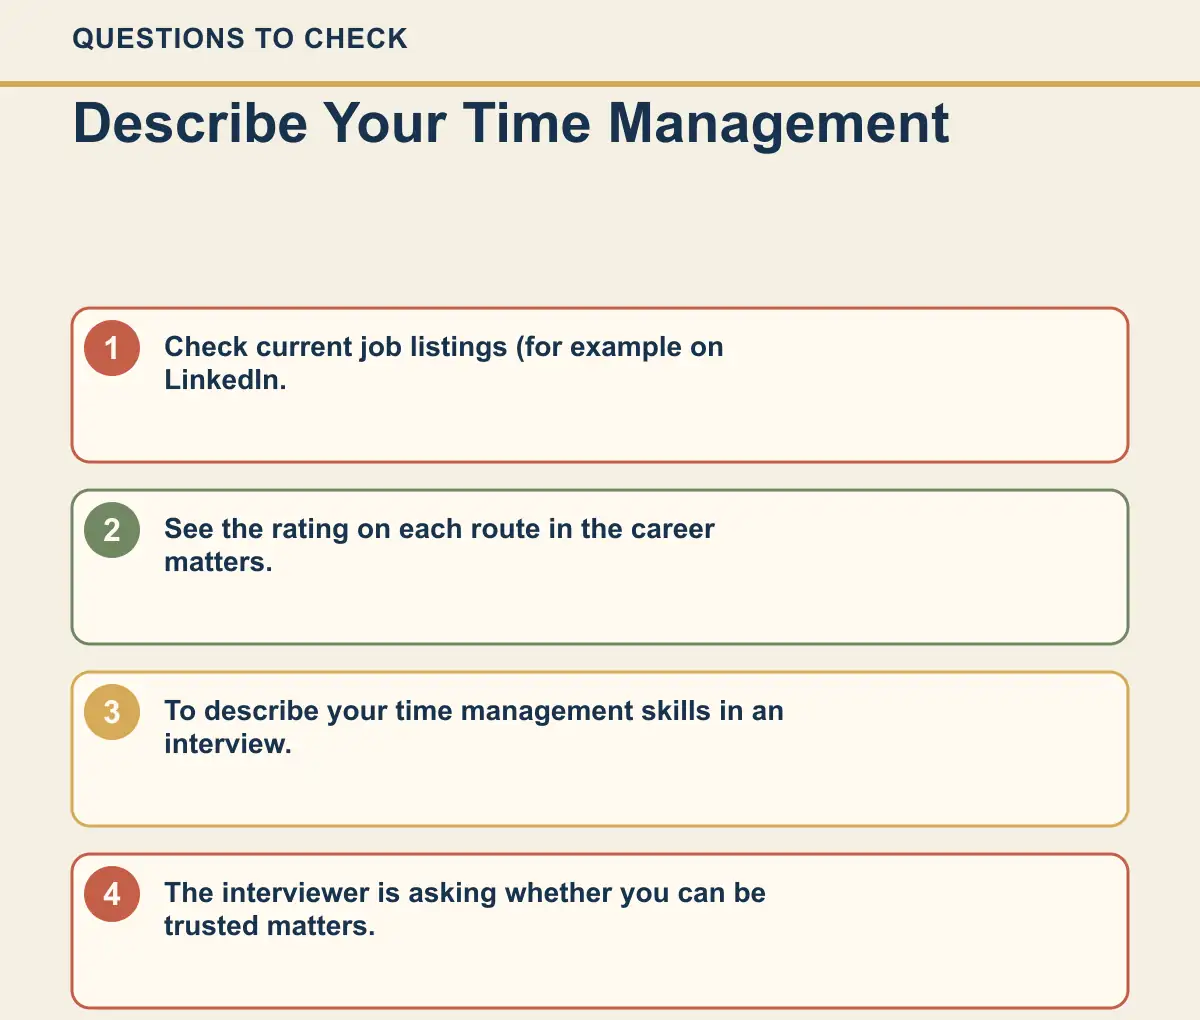 QUESTIONS TO CHECK
Describe Your Time Management
1
Check current job listings (for example on
LinkedIn.
2
See the rating on each route in the career
matters.
3
To describe your time management skills in an
interview.
4
The interviewer is asking whether you can be
trusted matters.